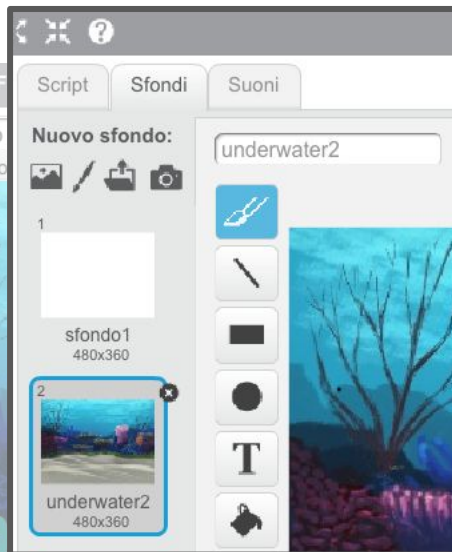 Script Sfondi Suoni
Nuovo sfondo:
underwater2
1
sfondo1
480x360
2
underwater2
480x360
T